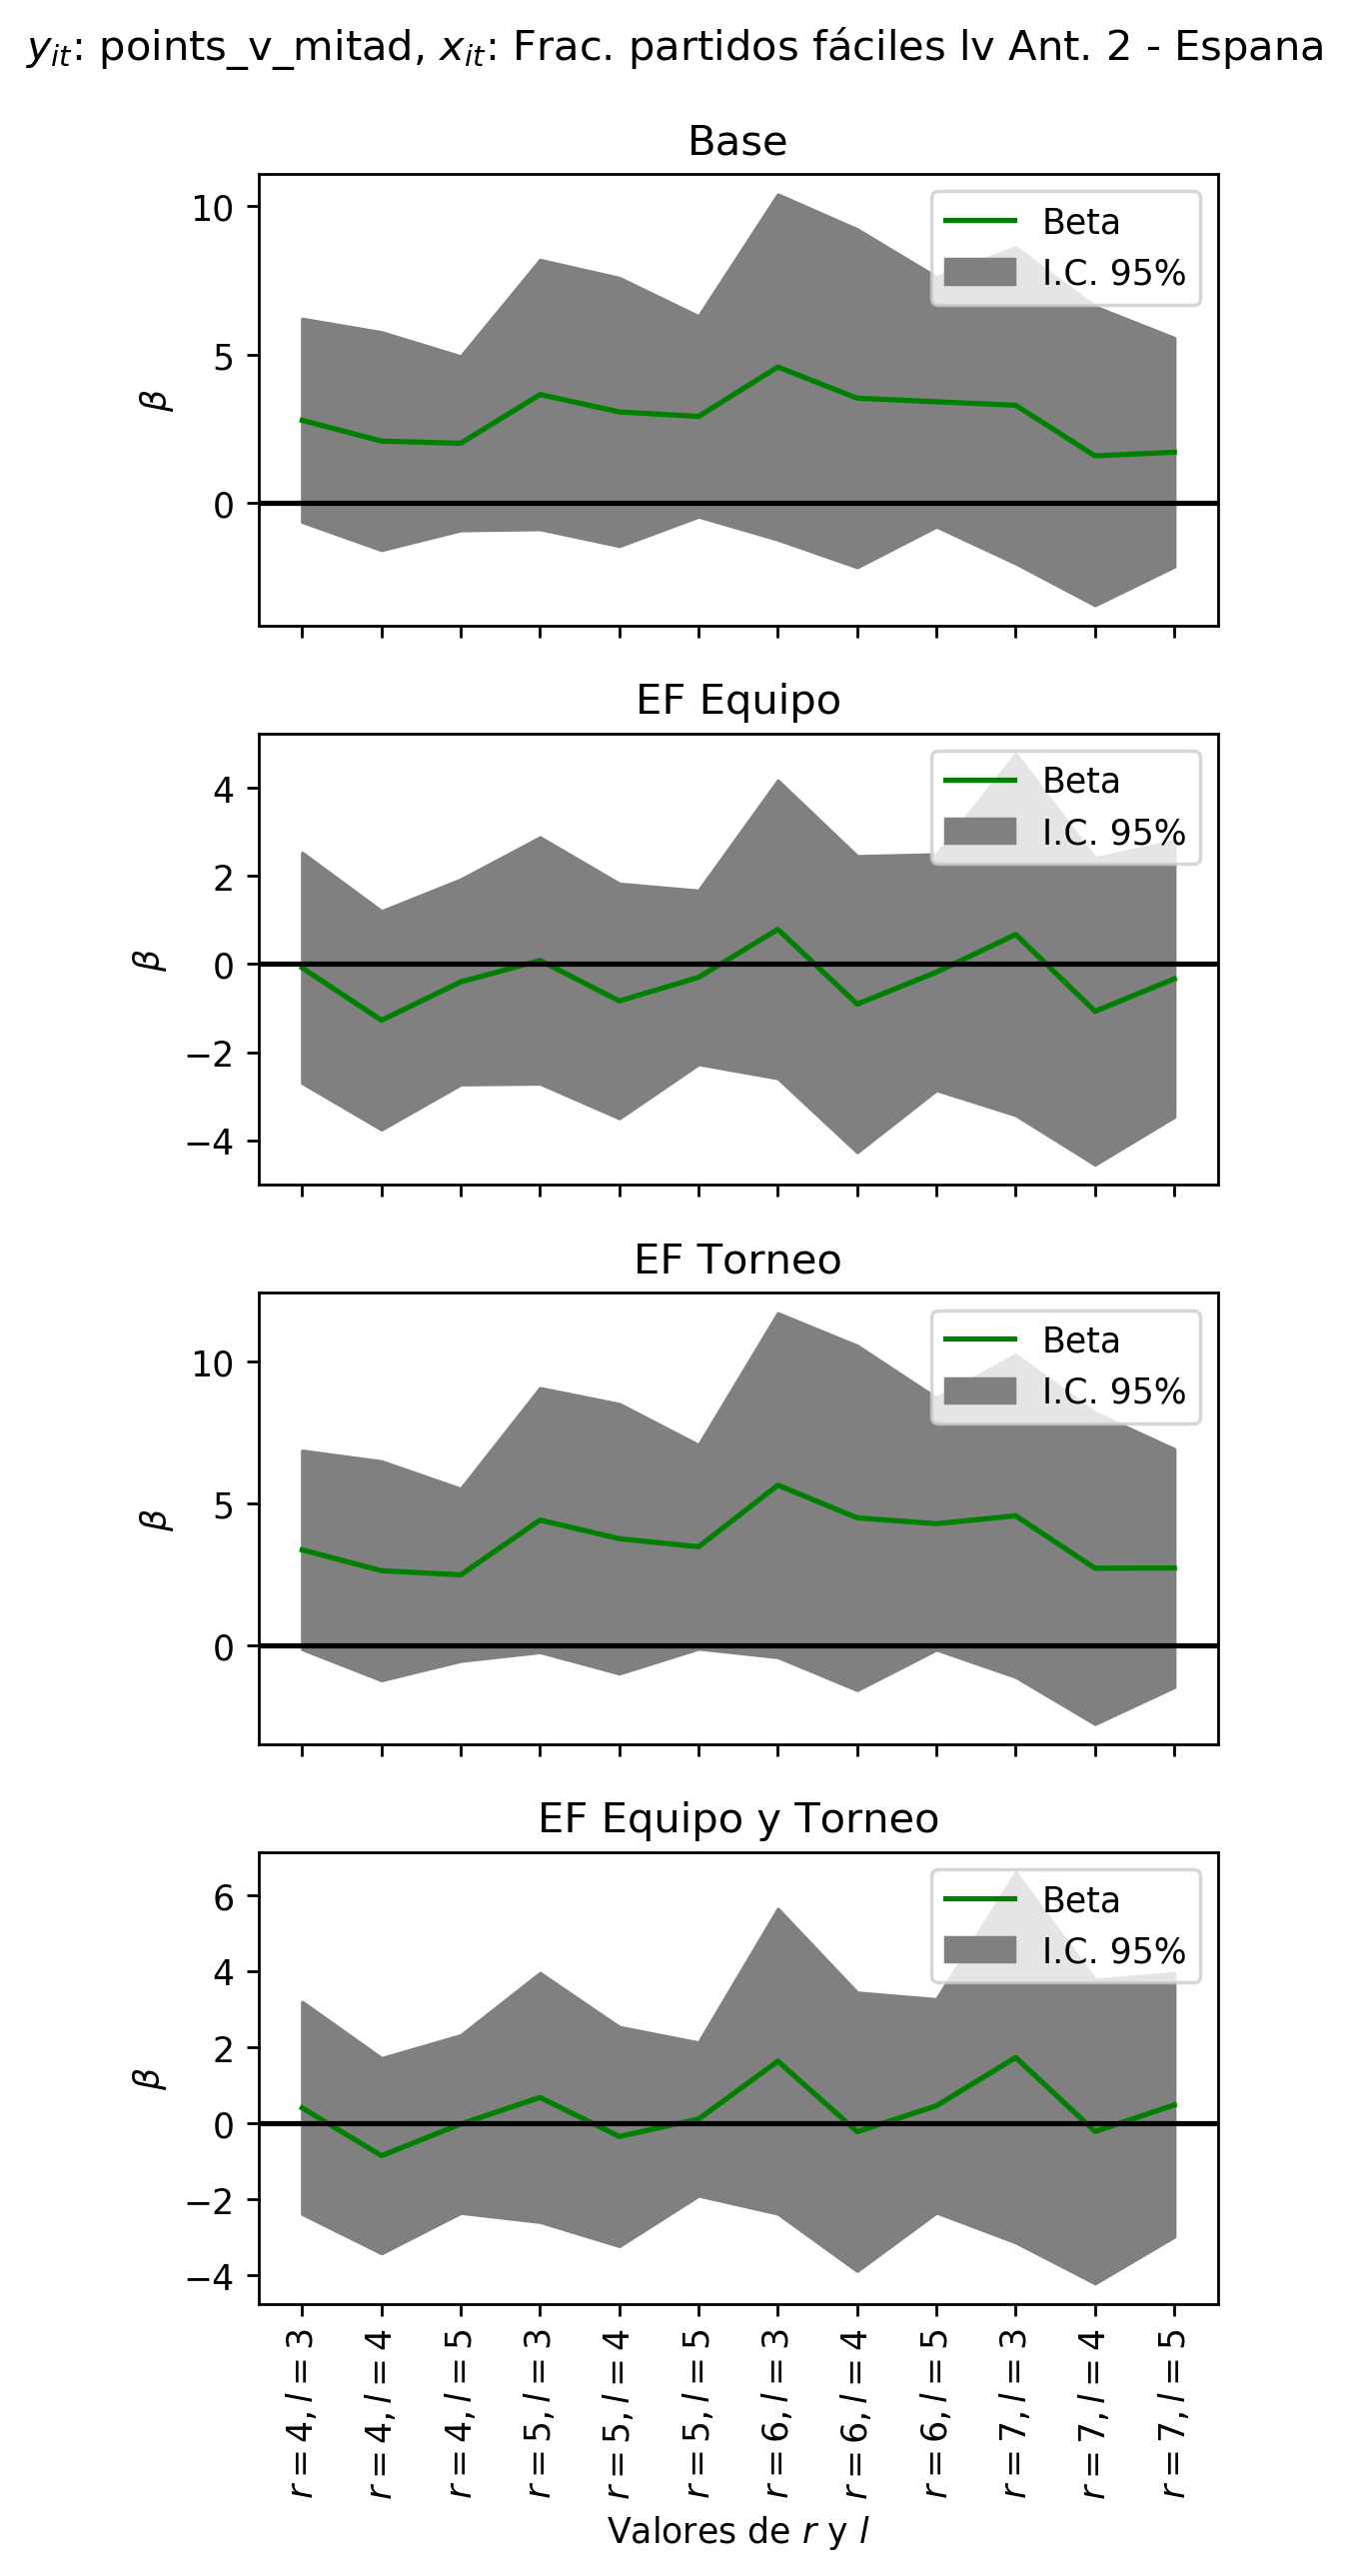 y_it: points_v_mitad, x_it: Frac. partidos fáciles lv Ant. 2 - Espana
Base
10
5
0
β
Beta
I.C. 95%
EF Equipo
4
2
0
−2
−4
β
Beta
I.C. 95%
EF Torneo
10
5
0
β
Beta
I.C. 95%
EF Equipo y Torneo
6
4
2
0
−2
−4
β
Beta
I.C. 95%
r = 4, l = 3
r = 4, l = 4
r = 4, l = 5
r = 5, l = 3
r = 5, l = 4
r = 5, l = 5
r = 6, l = 3
r = 6, l = 4
r = 6, l = 5
r = 7, l = 3
r = 7, l = 4
r = 7, l = 5
Valores de r y l